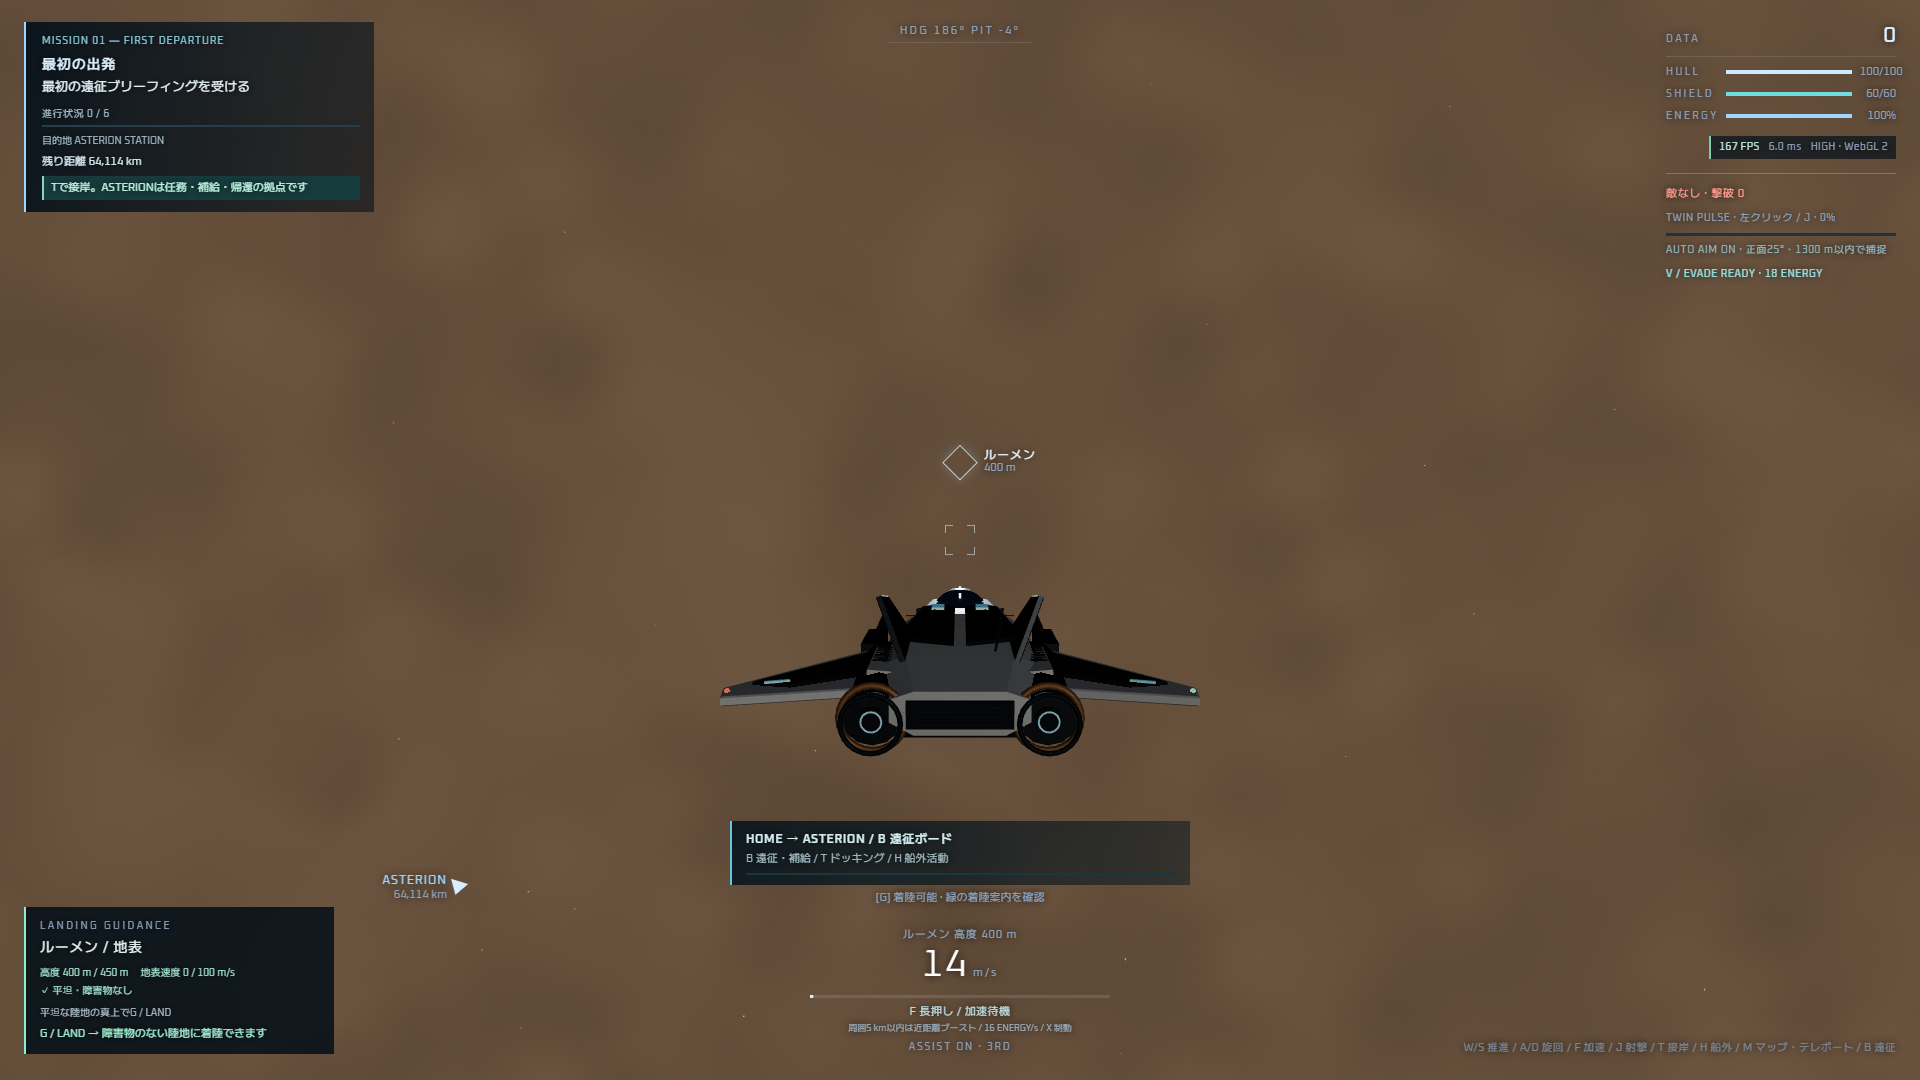 MISSION 01 — FIRST DEPARTURE
最初の出発
最初の遠征ブリーフィングを受ける
進行状況 0 / 6
目的地 ASTERION STATION
残り距離 64,114 km
Tで接岸。ASTERIONは任務・補給・帰還の拠点です
HDG 186° PIT -4°
DATA 0
HULL 100/100
SHIELD 60/60
ENERGY 100%
167 FPS 6.0 ms HIGH · WebGL 2
敵なし · 撃破 0
TWIN PULSE · 左クリック / J · 0%
AUTO AIM ON · 正面25° · 1300 m以内で捕捉
V / EVADE READY · 18 ENERGY
ルーメン
400 m
HOME → ASTERION / B 遠征ボード
B 遠征・補給 / T ドッキング / H 船外活動
[G] 着陸可能 · 緑の着陸案内を確認
ASTERION
64,114 km
LANDING GUIDANCE
ルーメン / 地表
高度 400 m / 450 m 地表速度 0 / 100 m/s
✓ 平坦・障害物なし
平坦な陸地の真上でG / LAND
G / LAND → 障害物のない陸地に着陸できます
ルーメン 高度 400 m
14 m/s
F 長押し / 加速待機
周囲5 km以内は近距離ブースト / 16 ENERGY/s / X 制動
ASSIST ON · 3RD
W/S 推進 / A/D 旋回 / F 加速 / J 射撃 / T 接岸 / H 船外 / M マップ・テレポート / B 遠征